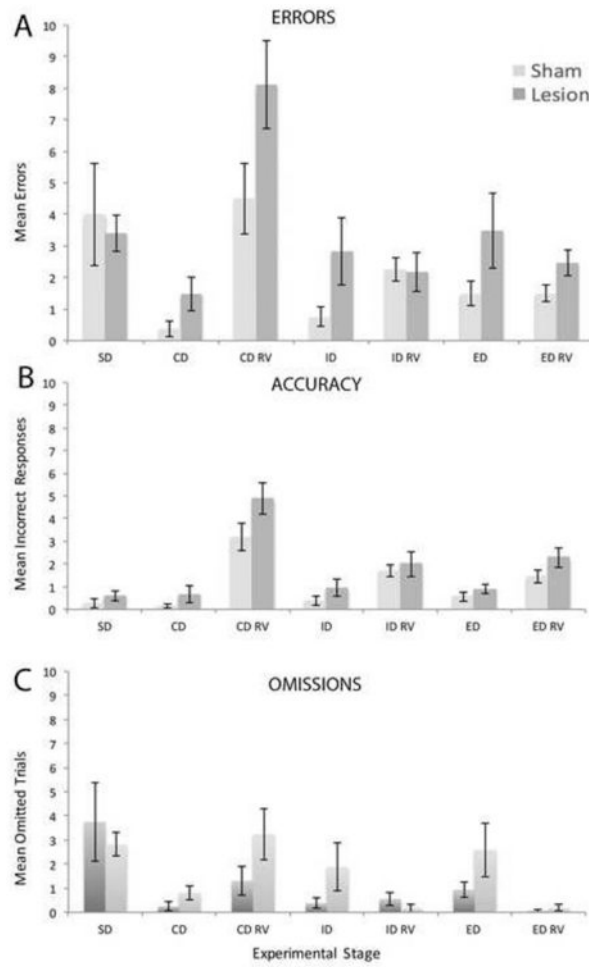 A
ERRORS
10
9
8
7
6
5
4
3
2
1
0
Mean Errors
Sham
Lesion
SD CD CD RV ID ID RV ED ED RV
B
ACCURACY
10
9
8
7
6
5
4
3
2
1
0
Mean Incorrect Responses
SD CD CD RV ID ID RV ED ED RV
C
OMISSIONS
10
9
8
7
6
5
4
3
2
1
0
Mean Omitted Trials
SD CD CD RV ID ID RV ED ED RV
Experimental Stage